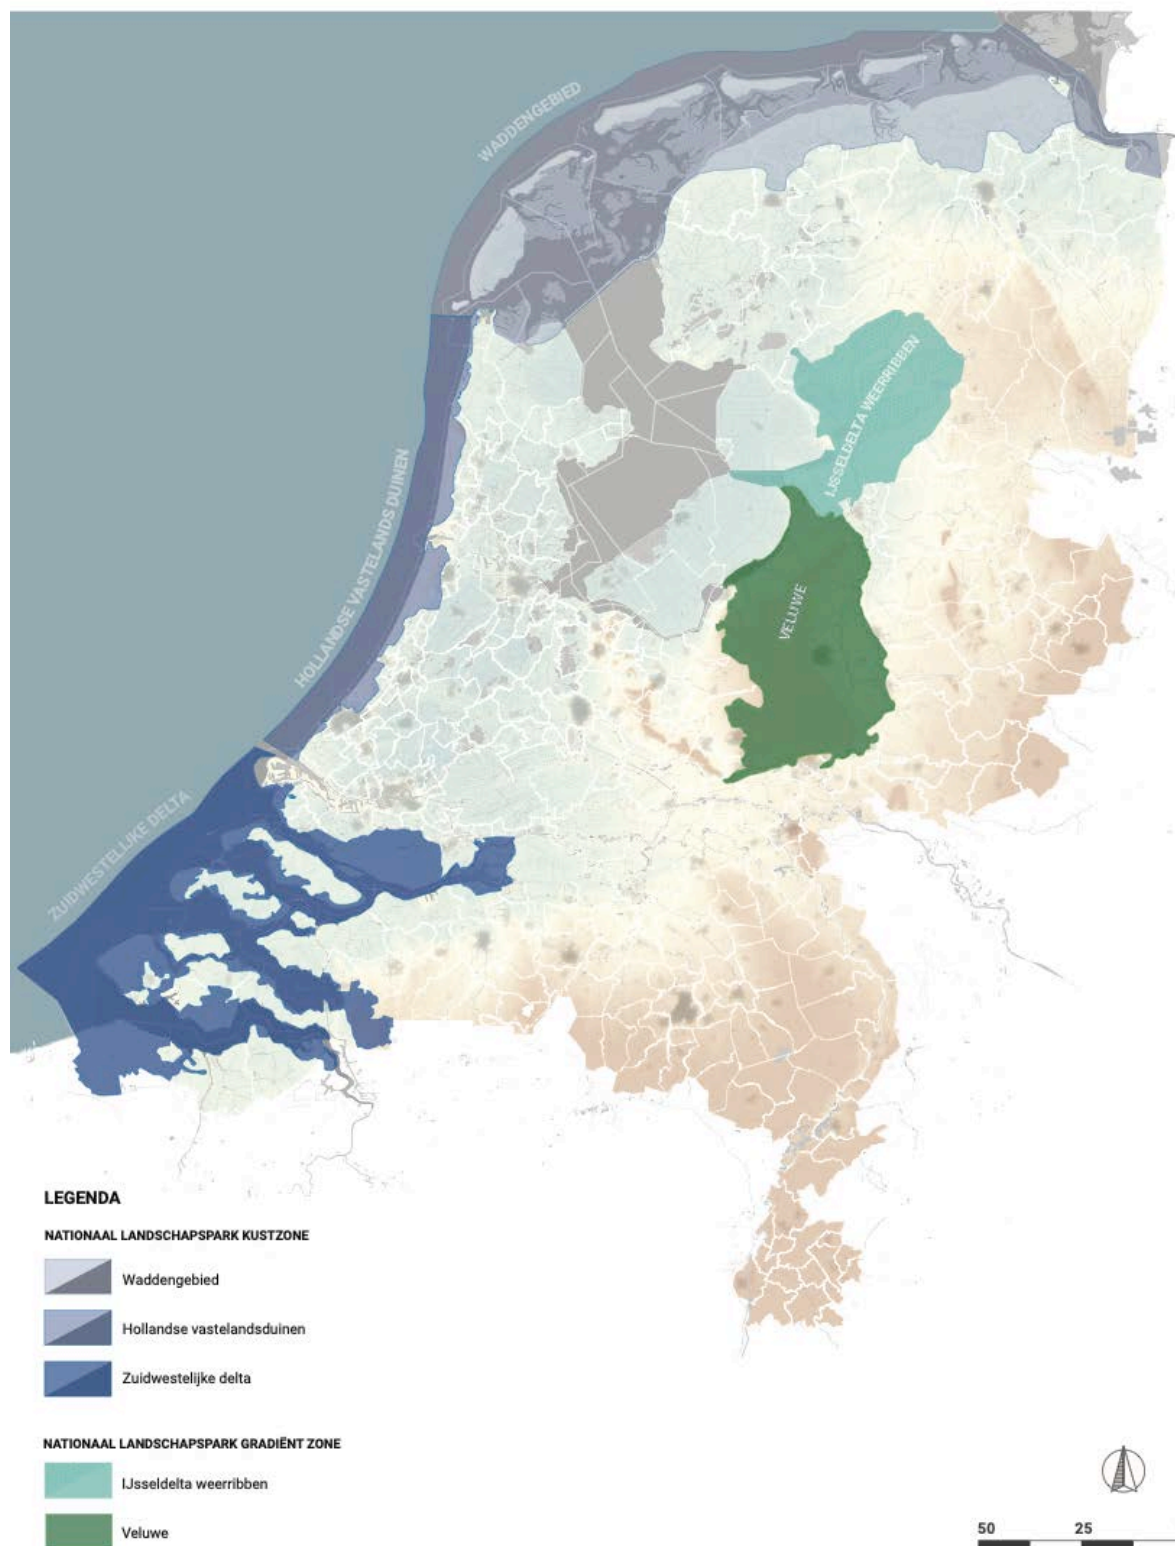 WADDENGEBIED
IJSSELDELTA WEERRIBBEN
HOLLANDSE VASTELANDS DUINEN
VELUWE
ZUIDWESTELLIJKE DELTA
LEGENDA
NATIONAAL LANDSCHAPSPARK KUSTZONE
Waddengebied
Hollandse vastelandsduinen
Zuidwestelijke delta
NATIONAAL LANDSCHAPSPARK GRADIËNT ZONE
IJsseldelta weerribben
Veluwe
50 25